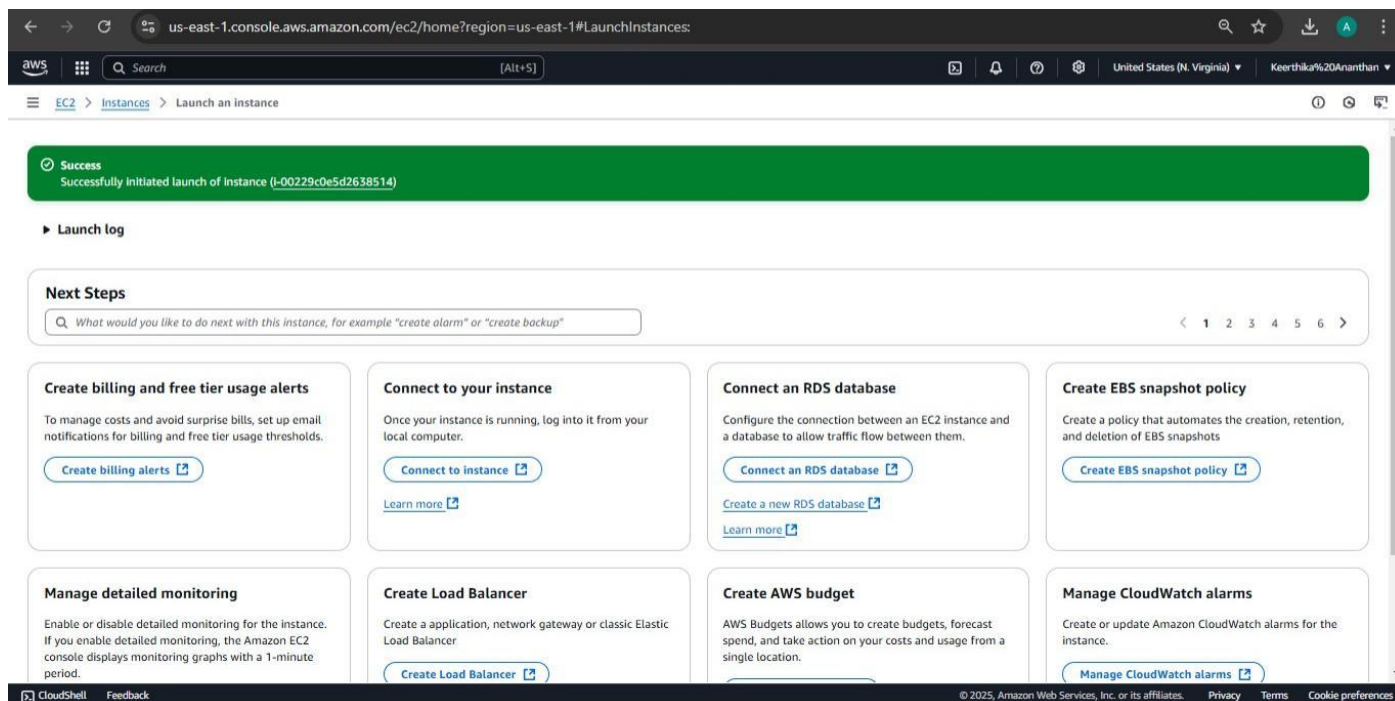 us-east-1.console.aws.amazon.com/ec2/home?region=us-east-1#LaunchInstances:
A
aws
Search
[Alt+S]
United States (N. Virginia)
Keerthika%20Ananthan
EC2 > Instances > Launch an instance
Success
Successfully initiated launch of instance (i-00229c0e5d2638514)
Launch log
Next Steps
What would you like to do next with this instance, for example "create alarm" or "create backup"
< 1 2 3 4 5 6 >
Create billing and free tier usage alerts
To manage costs and avoid surprise bills, set up email
notifications for billing and free tier usage thresholds.
Create billing alerts
Connect to your instance
Once your instance is running, log into it from your
local computer.
Connect to instance
Learn more
Connect an RDS database
Configure the connection between an EC2 instance and
a database to allow traffic flow between them.
Connect an RDS database
Create a new RDS database
Learn more
Create EBS snapshot policy
Create a policy that automates the creation, retention,
and deletion of EBS snapshots
Create EBS snapshot policy
Manage detailed monitoring
Enable or disable detailed monitoring for the instance.
If you enable detailed monitoring, the Amazon EC2
console displays monitoring graphs with a 1-minute
period.
Create Load Balancer
Create a application, network gateway or classic Elastic
Load Balancer
Create Load Balancer
Create AWS budget
AWS Budgets allows you to create budgets, forecast
spend, and take action on your costs and usage from a
single location.
Manage CloudWatch alarms
Create or update Amazon CloudWatch alarms for the
instance.
Manage CloudWatch alarms
CloudShell Feedback
© 2025, Amazon Web Services, Inc. or its affiliates. Privacy Terms Cookie preferences